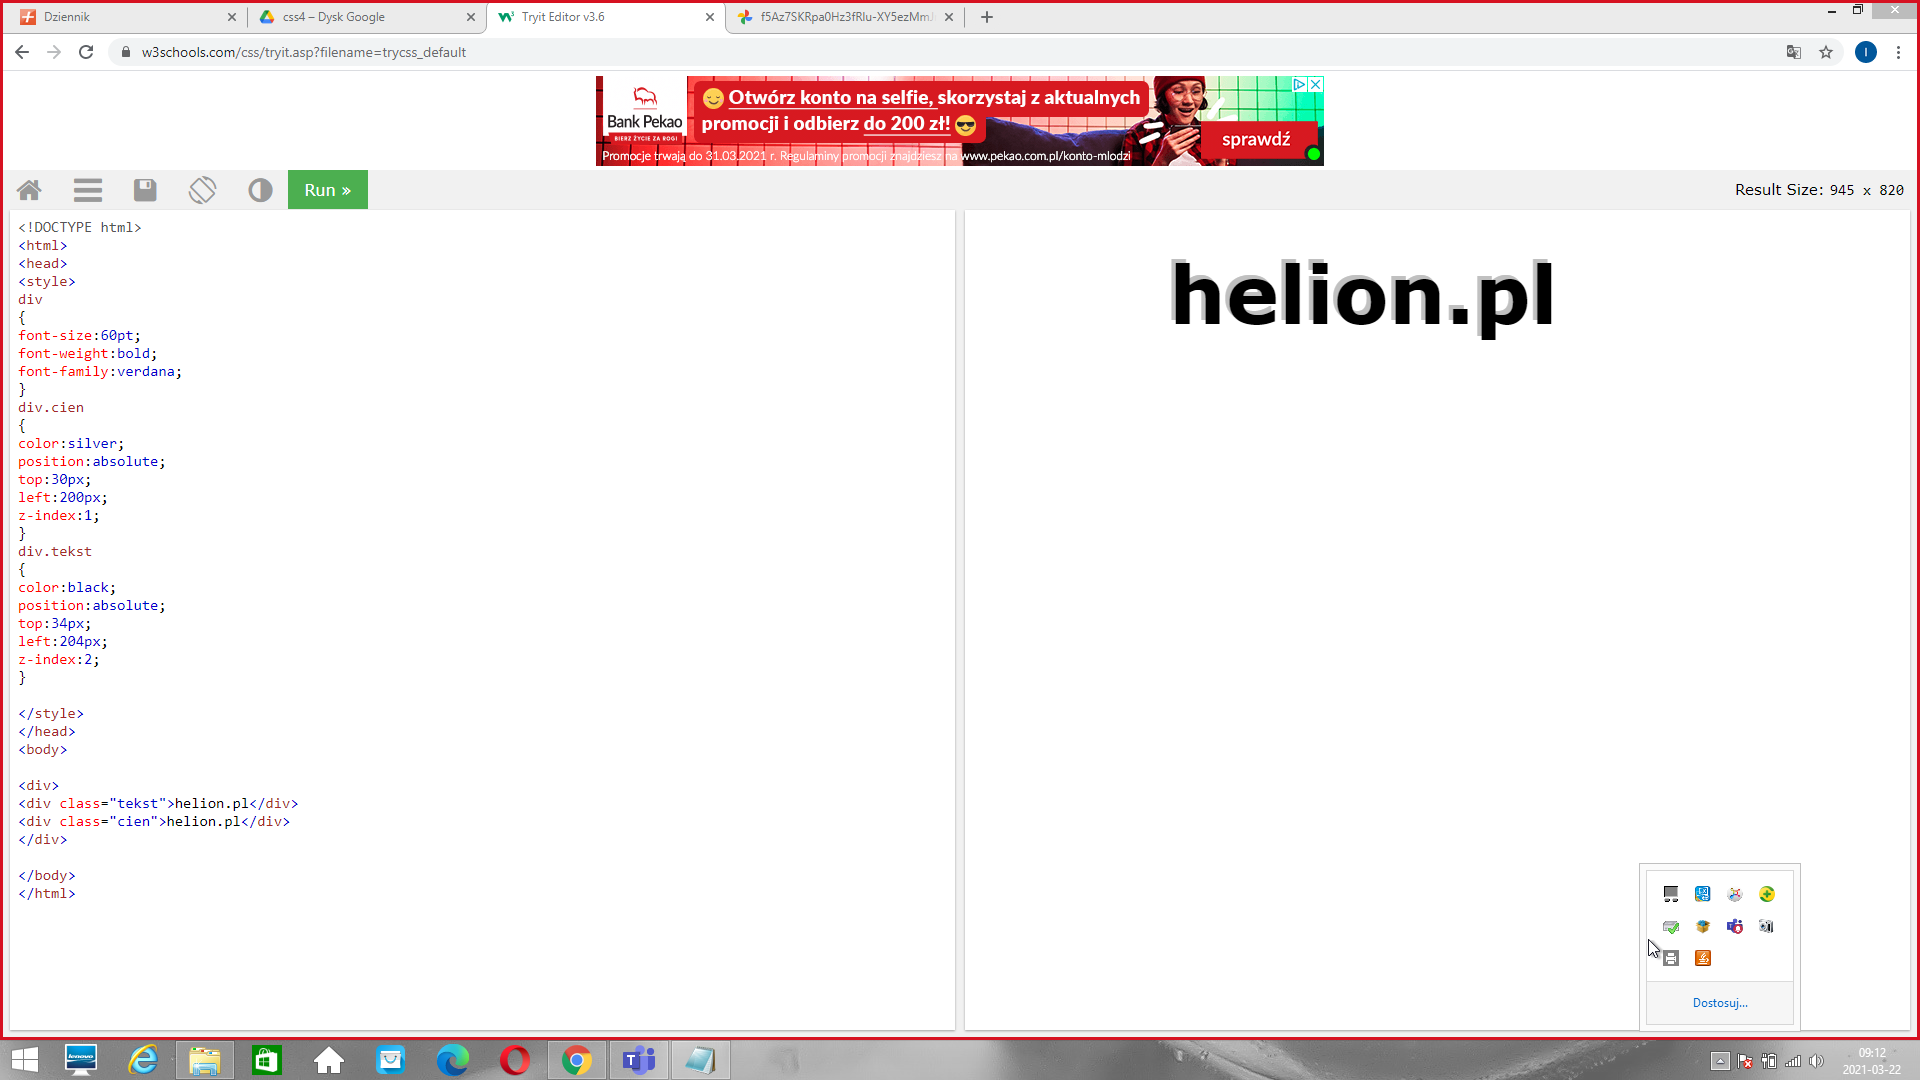 Dziennik
css4 – Dysk Google
Tryit Editor v3.6
w3schools.com/css/tryit.asp?filename=trycss_default
I
Bank Pekao
BIERZ ŻYCIE ZA ROGI
Otwórz konto na selfie, skorzystaj z aktualnych
promocji i odbierz do 200 zł!
sprawdź
Promocje trwają do 31.03.2021 r. Regulaminy promocji znajdziesz na www.pekao.com.pl/konto-mlodzi
Run »
Result Size: 945 x 820
<!DOCTYPE html>
<html>
<head>
<style>
div
{
font-size:60pt;
font-weight:bold;
font-family:verdana;
}
div.cien
{
color:silver;
position:absolute;
top:30px;
left:200px;
z-index:1;
}
div.tekst
{
color:black;
position:absolute;
top:34px;
left:204px;
z-index:2;
}
</style>
</head>
<body>
<div>
<div class="tekst">helion.pl</div>
<div class="cien">helion.pl</div>
</div>
</body>
</html>
helion.pl
Dostosuj...
lenovo
09:12
2021-03-22